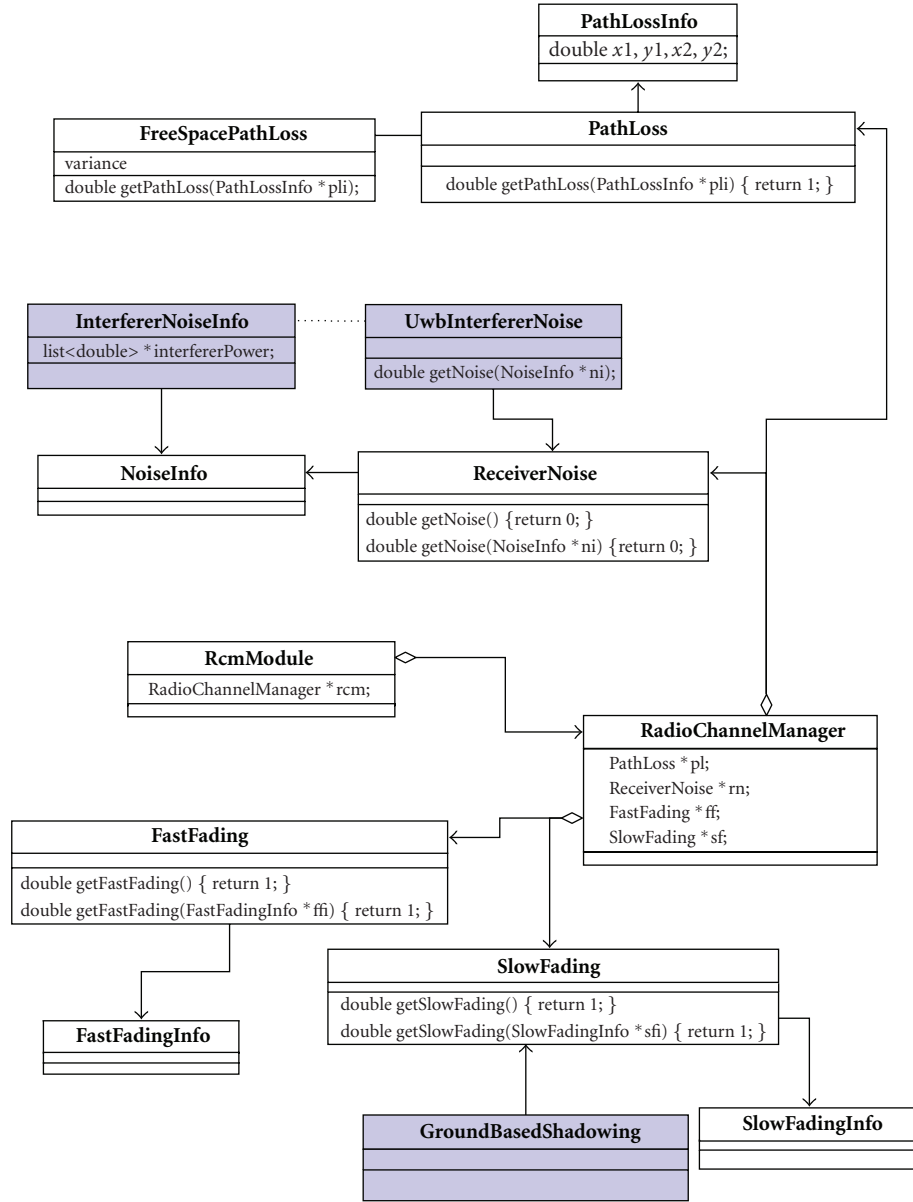 PathLossInfo
double x1, y1, x2, y2;
FreeSpacePathLoss
variance
double getPathLoss(PathLossInfo *pli);
PathLoss
double getPathLoss(PathLossInfo *pli) { return 1; }
InterfererNoiseInfo
list<double> *interfererPower;
UwbInterfererNoise
double getNoise(NoiseInfo *ni);
NoiseInfo
ReceiverNoise
double getNoise() {return 0; }
double getNoise(NoiseInfo *ni) {return 0; }
RcmModule
RadioChannelManager *rcm;
RadioChannelManager
PathLoss *pl;
ReceiverNoise *rn;
FastFading *ff;
SlowFading *sf;
FastFading
double getFastFading() { return 1; }
double getFastFading(FastFadingInfo *ffi) { return 1; }
SlowFading
double getSlowFading() { return 1; }
double getSlowFading(SlowFadingInfo *sfi) { return 1; }
FastFadingInfo
GroundBasedShadowing
SlowFadingInfo